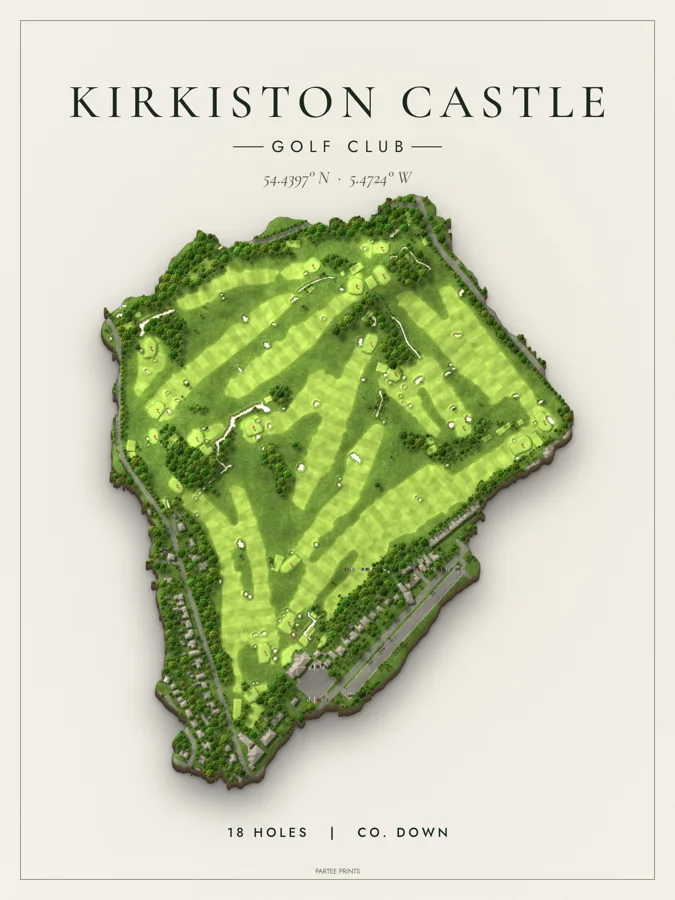 KIRKISTON CASTLE
GOLF CLUB
54.4397° N · 5.4724° W
18 HOLES | CO. DOWN
PARTEE PRINTS